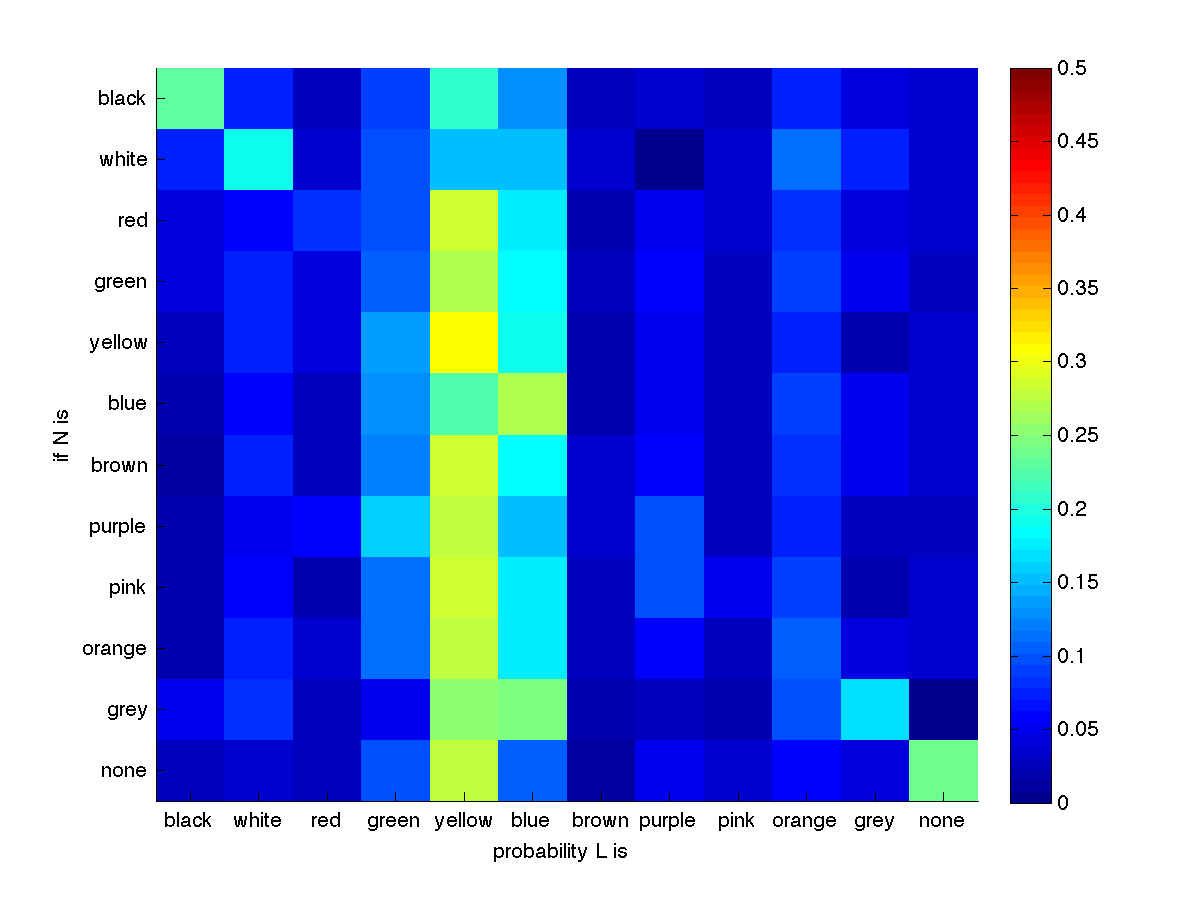 black
white
red
green
yellow
blue
brown
purple
pink
orange
grey
none
if N is
black white red green yellow blue brown purple pink orange grey none
probability L is
0.5
0.45
0.4
0.35
0.3
0.25
0.2
0.15
0.1
0.05
0